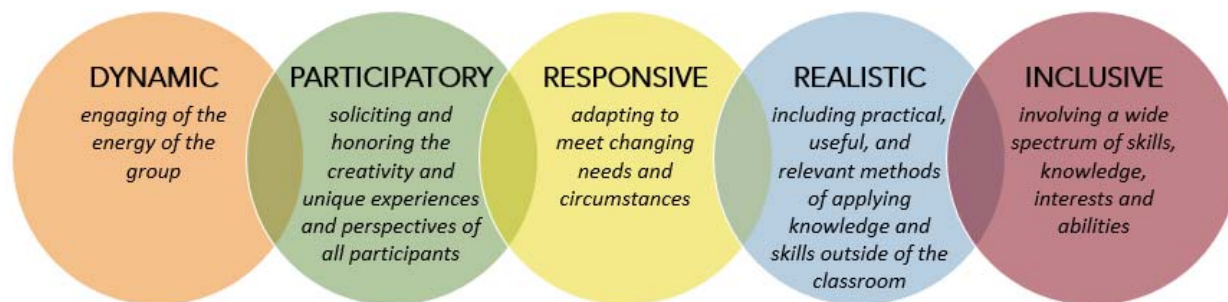 DYNAMIC
engaging of the
energy of the
group
PARTICIPATORY
soliciting and
honoring the
creativity and
unique experiences
and perspectives of
all participants
RESPONSIVE
adapting to
meet changing
needs and
circumstances
REALISTIC
including practical,
useful, and
relevant methods
of applying
knowledge and
skills outside of the
classroom
INCLUSIVE
involving a wide
spectrum of skills,
knowledge,
interests and
abilities